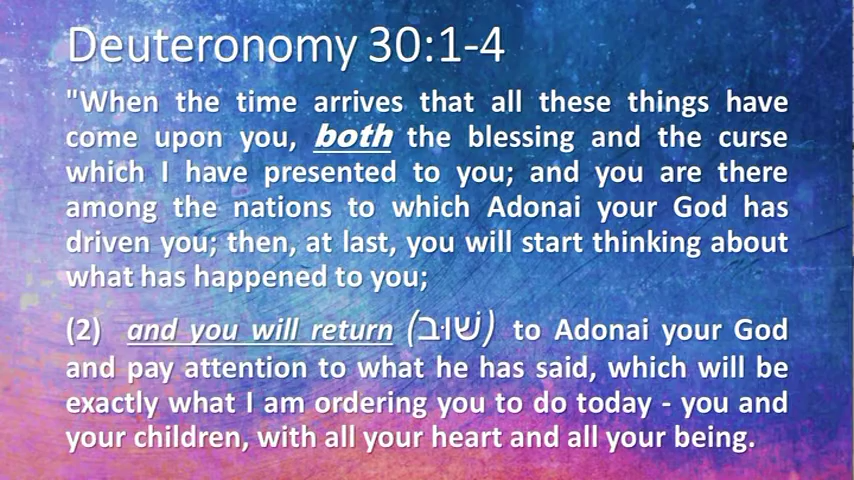 Deuteronomy 30:1-4
"When the time arrives that all these things have
come upon you, both the blessing and the curse
which I have presented to you; and you are there
among the nations to which Adonai your God has
driven you; then, at last, you will start thinking about
what has happened to you;
(2) and you will return (שׁוּב) to Adonai your God
and pay attention to what he has said, which will be
exactly what I am ordering you to do today - you and
your children, with all your heart and all your being.